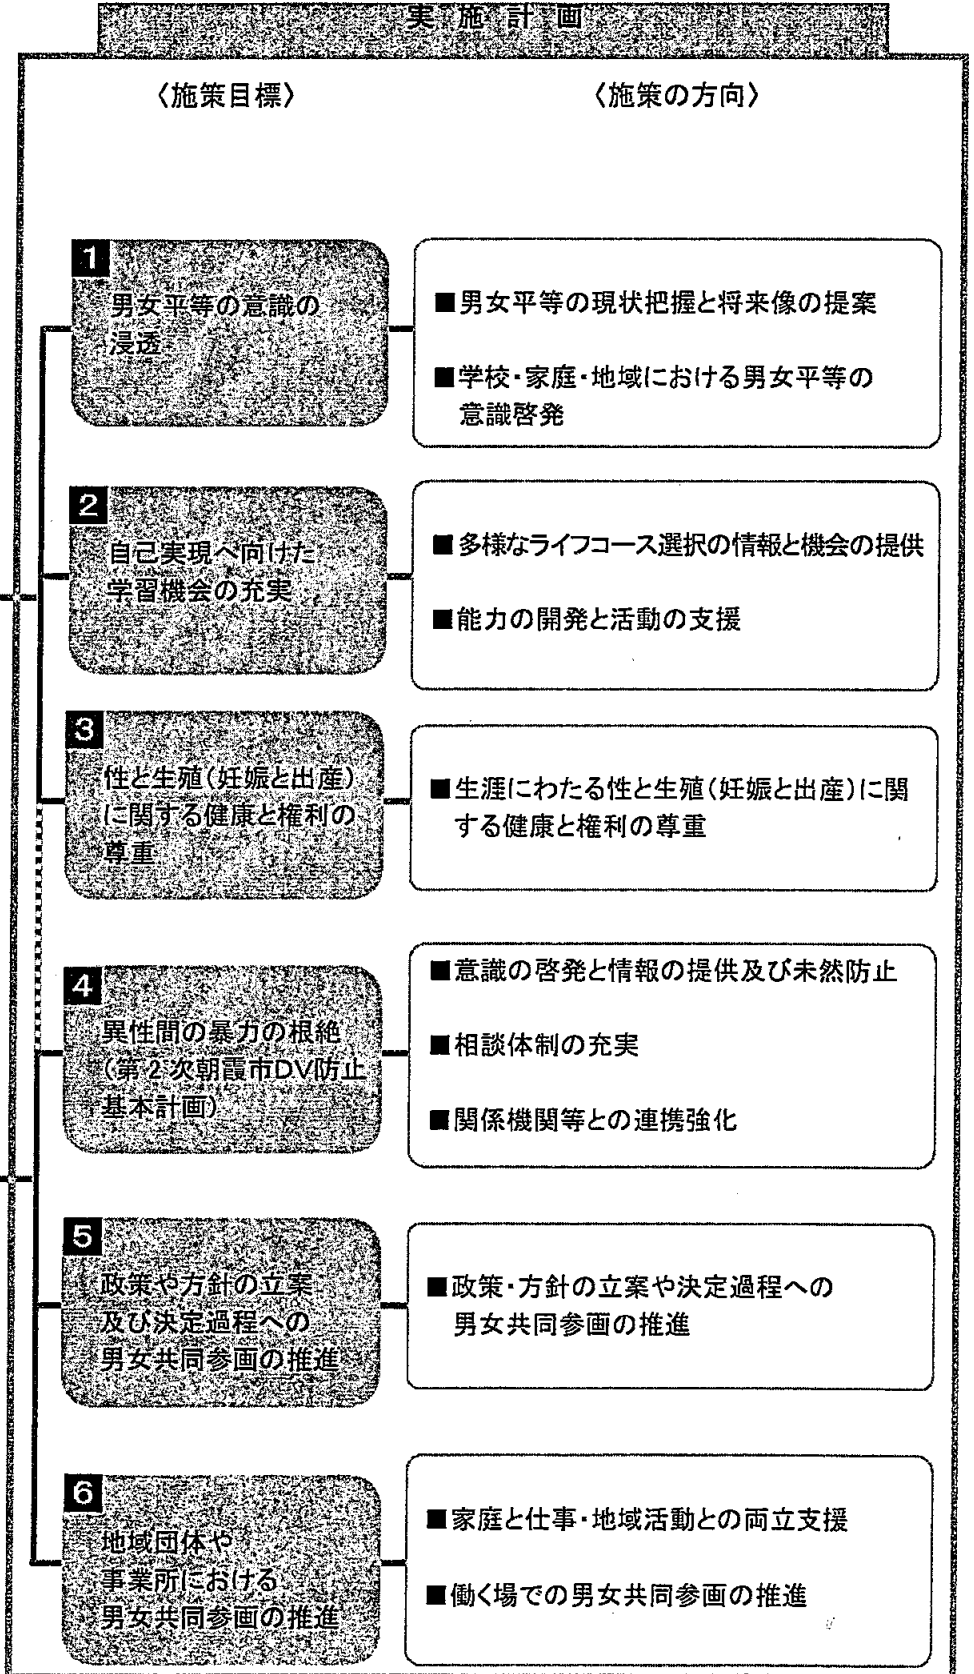 実施計画
〈施策目標〉
〈施策の方向〉
1
男女平等の意識の
浸透
■男女平等の現状把握と将来像の提案
■学校・家庭・地域における男女平等の
意識啓発
2
自己実現へ向けた
学習機会の充実
■多様なライフコース選択の情報と機会の提供
■能力の開発と活動の支援
3
性と生殖(妊娠と出産)
に関する健康と権利の
尊重
■生涯にわたる性と生殖(妊娠と出産)に関
する健康と権利の尊重
4
異性間の暴力の根絶
(第2次朝霞市DV防止
基本計画)
■意識の啓発と情報の提供及び未然防止
■相談体制の充実
■関係機関等との連携強化
5
政策や方針の立案
及び決定過程への
男女共同参画の推進
■政策・方針の立案や決定過程への
男女共同参画の推進
6
地域団体や
事業所における
男女共同参画の推進
■家庭と仕事・地域活動との両立支援
■働く場での男女共同参画の推進